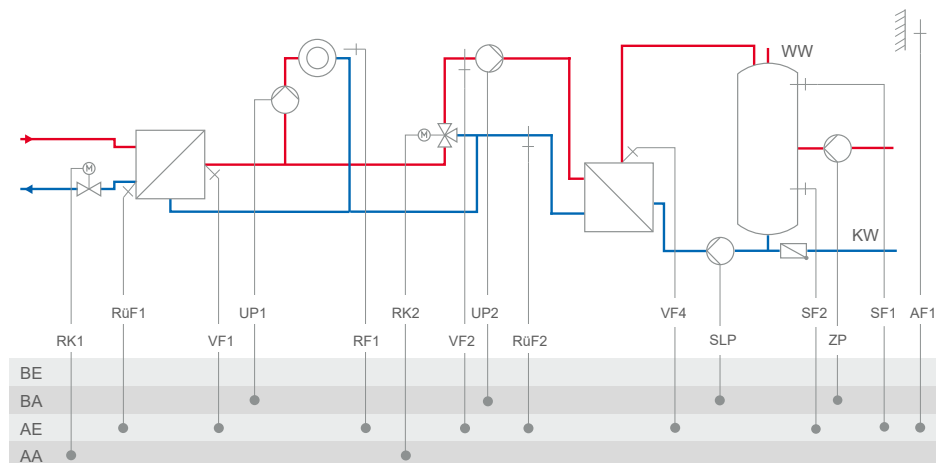 WW
M
M
KW
RüF1 UP1 RK2 UP2 VF4 SF2 SF1 AF1
RK1 VF1 RF1 VF2 RüF2 SLP ZP
BE
BA
AE
AA